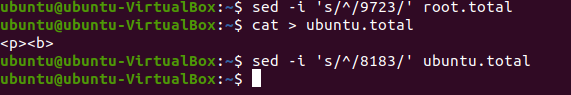 ubuntu@ubuntu-VirtualBox:~$ sed -i 's/^/9723/' root.total
ubuntu@ubuntu-VirtualBox:~$ cat > ubuntu.total
<p><b>
ubuntu@ubuntu-VirtualBox:~$ sed -i 's/^/8183/' ubuntu.total
ubuntu@ubuntu-VirtualBox:~$